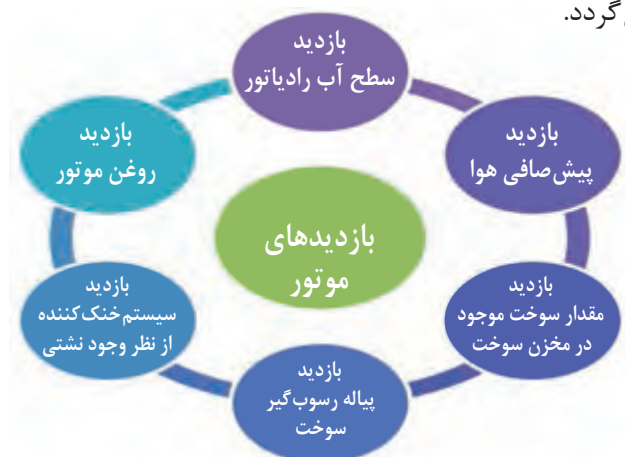 گردد.
بازدید
سطح آب رادیاتور
بازدید
پیش‌صافی هوا
بازدید
مقدار سوخت موجود
در مخزن سوخت
بازدید
پیاله رسوب‌گیر
سوخت
بازدید
سیستم خنک‌کننده
از نظر وجود نشتی
بازدید
روغن موتور
بازدیدهای
موتور